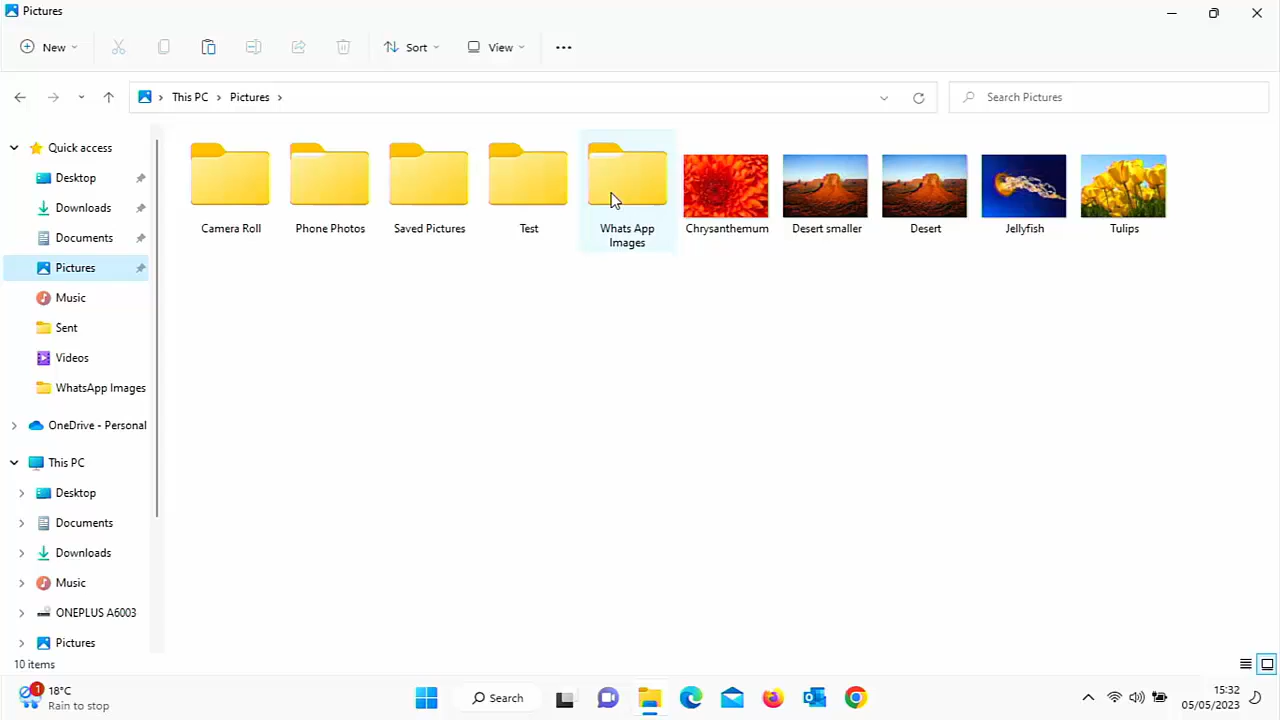 Pictures
New
Sort
View
This PC
Pictures
Search Pictures
Quick access
Desktop
Downloads
Documents
Pictures
Music
Sent
Videos
WhatsApp Images
OneDrive - Personal
This PC
Desktop
Documents
Downloads
Music
ONEPLUS A6003
Pictures
Camera Roll
Phone Photos
Saved Pictures
Test
Whats App
Images
Chrysanthemum
Desert smaller
Desert
Jellyfish
Tulips
10 items
1
18°C
Rain to stop
Search
15:32
05/05/2023